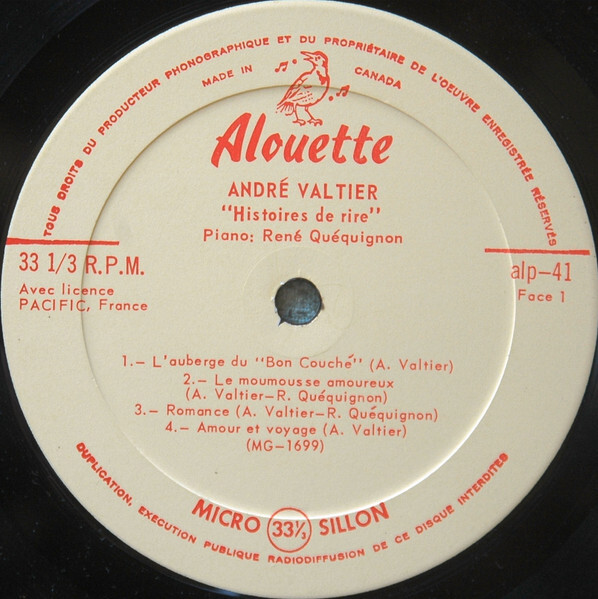 TOUS DROITS DU PRODUCTEUR PHONOGRAPHIQUE ET DU PROPRIÉTAIRE DE L'OEUVRE ENREGISTRÉE RÉSERVÉS
MADE IN CANADA
Alouette
ANDRÉ VALTIER
"Histoires de rire"
Piano: René Quéquignon
33 1/3 R.P.M.
Avec licence
PACIFIC, France
alp-41
Face 1
1.- L'auberge du "Bon Couché" (A. Valtier)
2.- Le moumousse amoureux
(A. Valtier-R. Quéquignon)
3.- Romance (A. Valtier-R. Quéquignon)
4.- Amour et voyage (A. Valtier)
(MG-1699)
MICRO 33⅓ SILLON
DUPLICATION, EXÉCUTION PUBLIQUE RADIODIFFUSION DE CE DISQUE INTERDITES